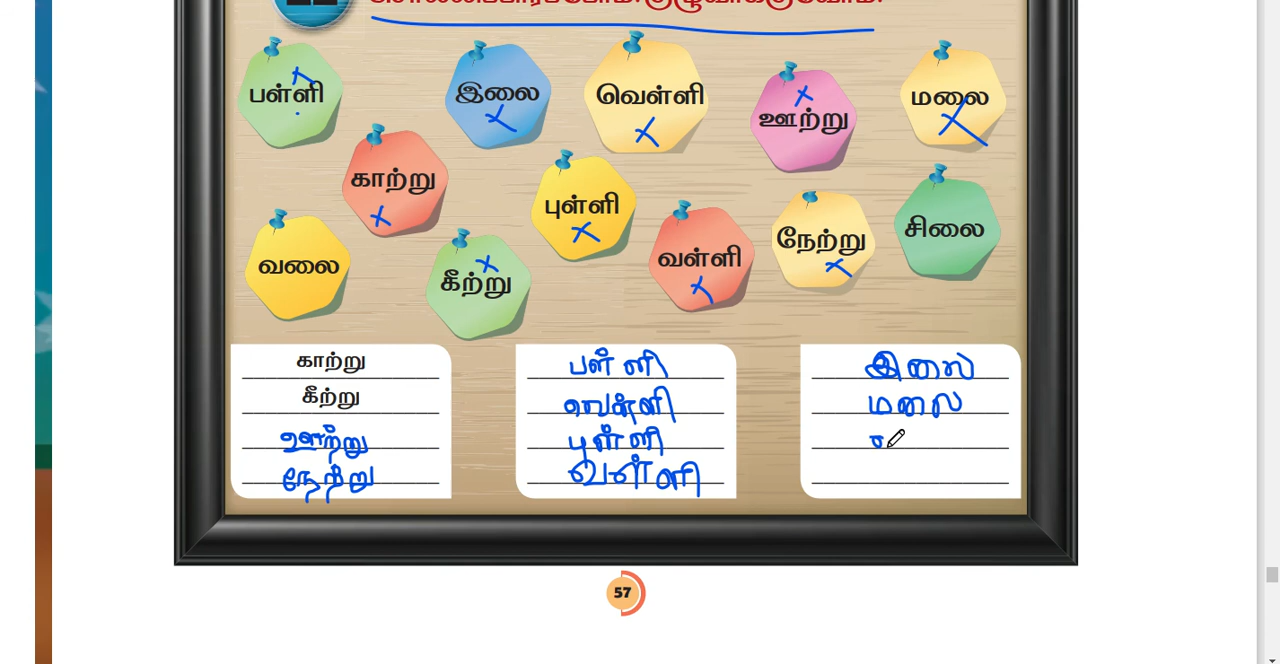 பள்ளி இலை வெள்ளி ஊற்று மலை
காற்று புள்ளி நேற்று சிலை
வலை கீற்று வள்ளி
காற்று
கீற்று
ஊற்று
நேற்று
பள்ளி
வெள்ளி
புள்ளி
வள்ளி
இலை
மலை
57